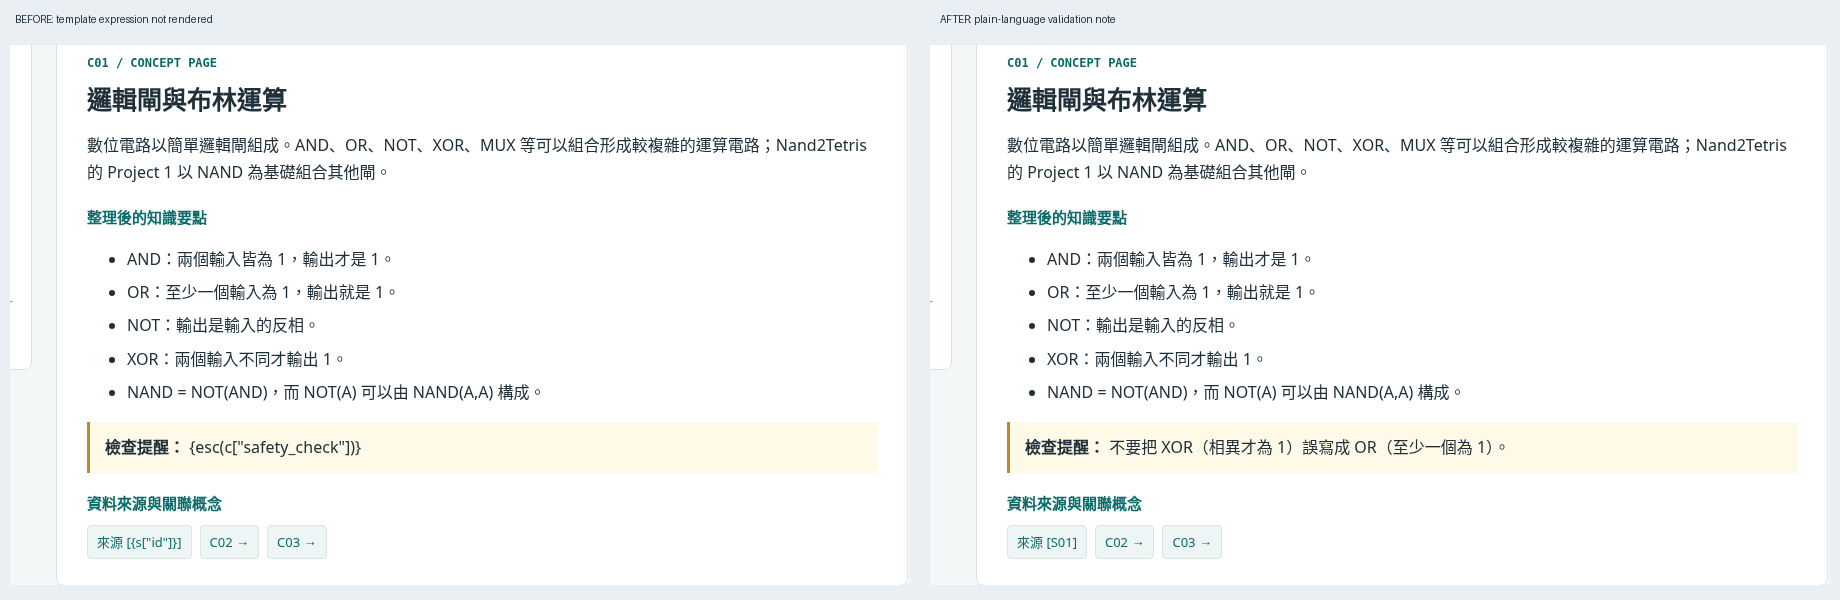 BEFORE: template expression not rendered
C01 / CONCEPT PAGE
邏輯閘與布林運算
數位電路以簡單邏輯閘組成。AND、OR、NOT、XOR、MUX 等可以組合形成較複雜的運算電路；Nand2Tetris
的 Project 1 以 NAND 為基礎組合其他閘。
整理後的知識要點
• AND：兩個輸入皆為 1，輸出才是 1。
• OR：至少一個輸入為 1，輸出就是 1。
• NOT：輸出是輸入的反相。
• XOR：兩個輸入不同才輸出 1。
• NAND = NOT(AND)，而 NOT(A) 可以由 NAND(A,A) 構成。
檢查提醒： {esc(c["safety_check"])}
資料來源與關聯概念
來源 [{s["id"]}] C02 → C03 →
AFTER: plain-language validation note
C01 / CONCEPT PAGE
邏輯閘與布林運算
數位電路以簡單邏輯閘組成。AND、OR、NOT、XOR、MUX 等可以組合形成較複雜的運算電路；Nand2Tetris
的 Project 1 以 NAND 為基礎組合其他閘。
整理後的知識要點
• AND：兩個輸入皆為 1，輸出才是 1。
• OR：至少一個輸入為 1，輸出就是 1。
• NOT：輸出是輸入的反相。
• XOR：兩個輸入不同才輸出 1。
• NAND = NOT(AND)，而 NOT(A) 可以由 NAND(A,A) 構成。
檢查提醒： 不要把 XOR（相異才為 1）誤寫成 OR（至少一個為 1）。
資料來源與關聯概念
來源 [S01] C02 → C03 →